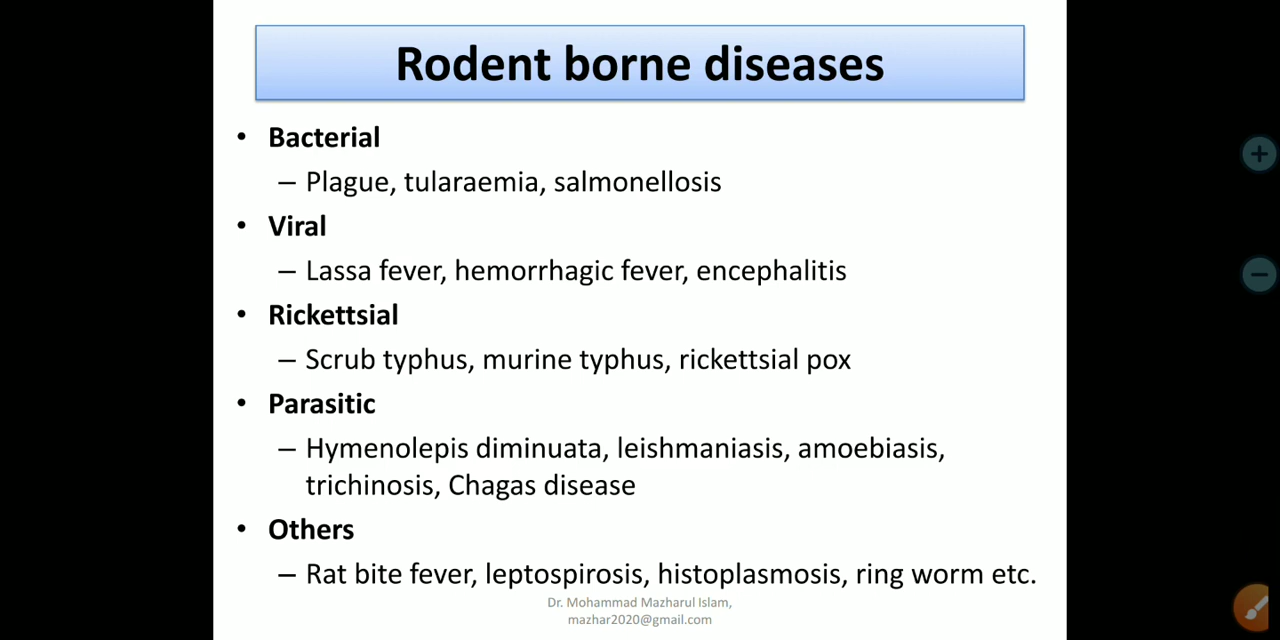 Rodent borne diseases
• Bacterial
– Plague, tularaemia, salmonellosis
• Viral
– Lassa fever, hemorrhagic fever, encephalitis
• Rickettsial
– Scrub typhus, murine typhus, rickettsial pox
• Parasitic
– Hymenolepis diminuata, leishmaniasis, amoebiasis,
trichinosis, Chagas disease
• Others
– Rat bite fever, leptospirosis, histoplasmosis, ring worm etc.
Dr. Mohammad Mazharul Islam,
mazhar2020@gmail.com